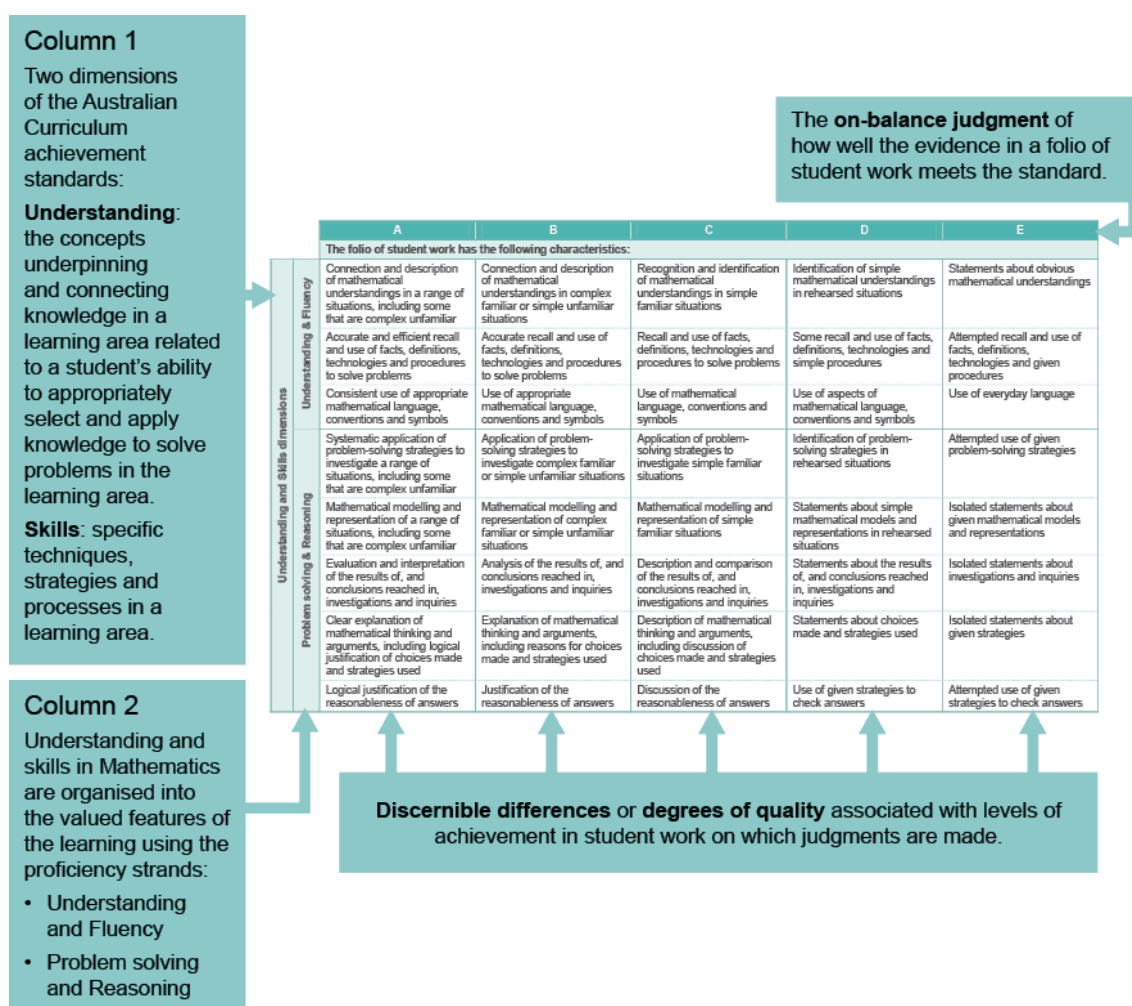 Column 1
Two dimensions
of the Australian
Curriculum
achievement
standards:
Understanding:
the concepts
underpinning
and connecting
knowledge in a
learning area related
to a student's ability
to appropriately
select and apply
knowledge to solve
problems in the
learning area.
Skills: specific
techniques,
strategies and
processes in a
learning area.
Column 2
Understanding and
skills in Mathematics
are organised into
the valued features of
the learning using the
proficiency strands:
• Understanding
and Fluency
• Problem solving
and Reasoning
The on-balance judgment of
how well the evidence in a folio of
student work meets the standard.
A B C D E
The folio of student work has the following characteristics:
Understanding and Skills dimensions
Understanding & Fluency
Connection and description
of mathematical
understandings in a range of
situations, including some
that are complex unfamiliar
Connection and description
of mathematical
understandings in complex
familiar or simple unfamiliar
situations
Recognition and identification
of mathematical
understandings in simple
familiar situations
Identification of simple
mathematical understandings
in rehearsed situations
Statements about obvious
mathematical understandings
Accurate and efficient recall
and use of facts, definitions,
technologies and procedures
to solve problems
Accurate recall and use of
facts, definitions,
technologies and procedures
to solve problems
Recall and use of facts,
definitions, technologies and
procedures to solve problems
Some recall and use of facts,
definitions, technologies and
simple procedures
Attempted recall and use of
facts, definitions,
technologies and given
procedures
Consistent use of appropriate
mathematical language,
conventions and symbols
Use of appropriate
mathematical language,
conventions and symbols
Use of mathematical
language, conventions and
symbols
Use of aspects of
mathematical language,
conventions and symbols
Use of everyday language
Problem solving & Reasoning
Systematic application of
problem-solving strategies to
investigate a range of
situations, including some
that are complex unfamiliar
Application of problem-
solving strategies to
investigate complex familiar
or simple unfamiliar situations
Application of problem-
solving strategies to
investigate simple familiar
situations
Identification of problem-
solving strategies in
rehearsed situations
Attempted use of given
problem-solving strategies
Mathematical modelling and
representation of a range of
situations, including some
that are complex unfamiliar
Mathematical modelling and
representation of complex
familiar or simple unfamiliar
situations
Mathematical modelling and
representation of simple
familiar situations
Statements about simple
mathematical models and
representations in rehearsed
situations
Isolated statements about
given mathematical models
and representations
Evaluation and interpretation
of the results of, and
conclusions reached in,
investigations and inquiries
Analysis of the results of, and
conclusions reached in,
investigations and inquiries
Description and comparison
of the results of, and
conclusions reached in,
investigations and inquiries
Statements about the results
of, and conclusions reached
in, investigations and
inquiries
Isolated statements about
investigations and inquiries
Clear explanation of
mathematical thinking and
arguments, including logical
justification of choices made
and strategies used
Explanation of mathematical
thinking and arguments,
including reasons for choices
made and strategies used
Description of mathematical
thinking and arguments,
including discussion of
choices made and strategies
used
Statements about choices
made and strategies used
Isolated statements about
given strategies
Logical justification of the
reasonableness of answers
Justification of the
reasonableness of answers
Discussion of the
reasonableness of answers
Use of given strategies to
check answers
Attempted use of given
strategies to check answers
Discernible differences or degrees of quality associated with levels of
achievement in student work on which judgments are made.